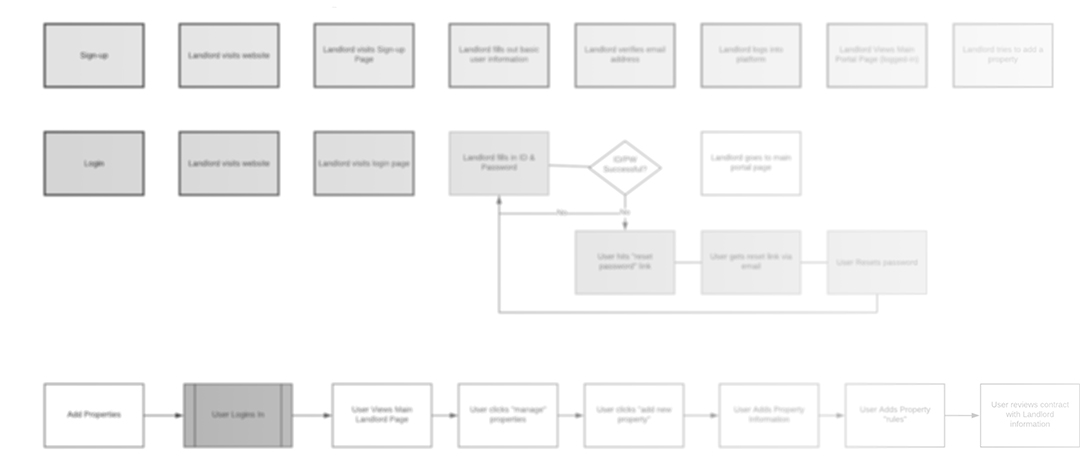 Sign-up
Landlord visits website
Landlord visits Sign-up
Page
Landlord fills out basic
user information
Landlord verifies email
address
Landlord logs into
platform
Landlord Views Main
Portal Page (logged-in)
Landlord tries to add a
property
Login
Landlord visits website
Landlord visits login page
Landlord fills in ID &
Password
ID/PW
Successful?
Landlord goes to main
portal page
No
No
User hits "reset
password" link
User gets reset link via
email
User Resets password
Add Properties
User Logins In
User Views Main
Landlord Page
User clicks "manage"
properties
User clicks "add new
property"
User Adds Property
Information
User Adds Property
"rules"
User reviews contract
with Landlord
information